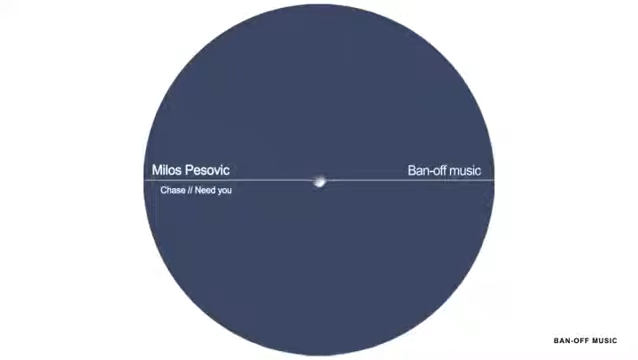 Milos Pesovic
Ban-off music
Chase // Need you
BAN-OFF MUSIC